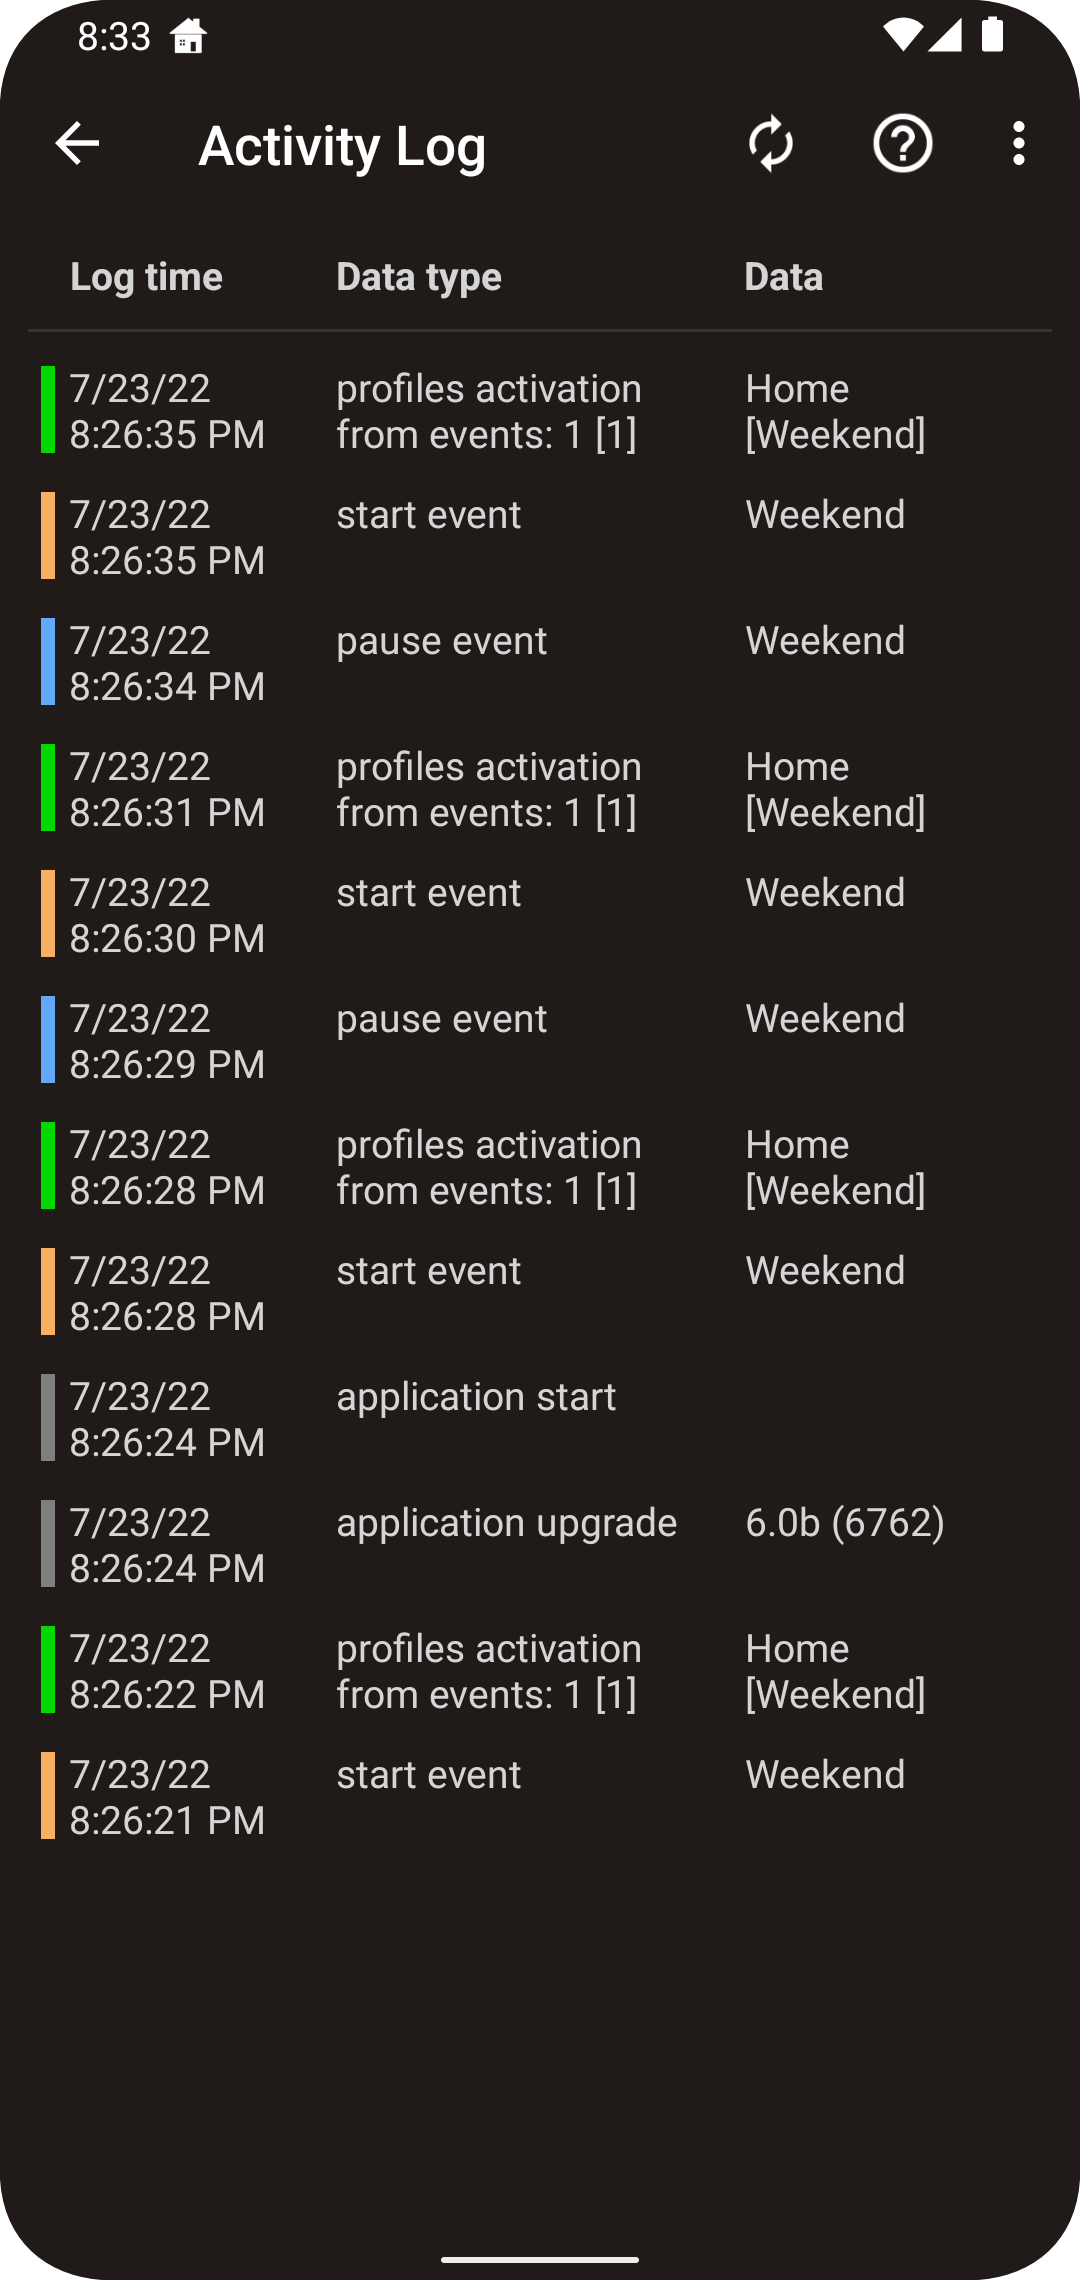 8:33
Activity Log
Log time Data type Data
7/23/22 profiles activation Home
8:26:35 PM from events: 1 [1] [Weekend]
7/23/22 start event Weekend
8:26:35 PM
7/23/22 pause event Weekend
8:26:34 PM
7/23/22 profiles activation Home
8:26:31 PM from events: 1 [1] [Weekend]
7/23/22 start event Weekend
8:26:30 PM
7/23/22 pause event Weekend
8:26:29 PM
7/23/22 profiles activation Home
8:26:28 PM from events: 1 [1] [Weekend]
7/23/22 start event Weekend
8:26:28 PM
7/23/22 application start
8:26:24 PM
7/23/22 application upgrade 6.0b (6762)
8:26:24 PM
7/23/22 profiles activation Home
8:26:22 PM from events: 1 [1] [Weekend]
7/23/22 start event Weekend
8:26:21 PM